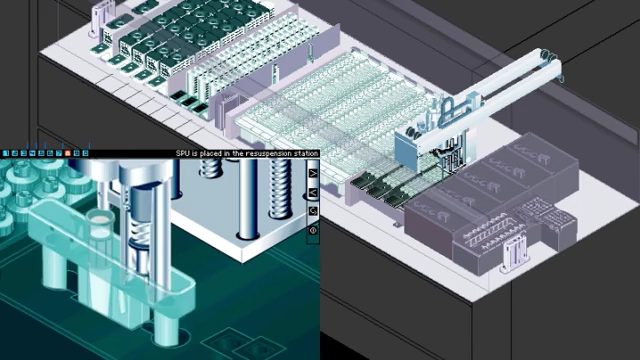 SPU is placed in the resuspension station